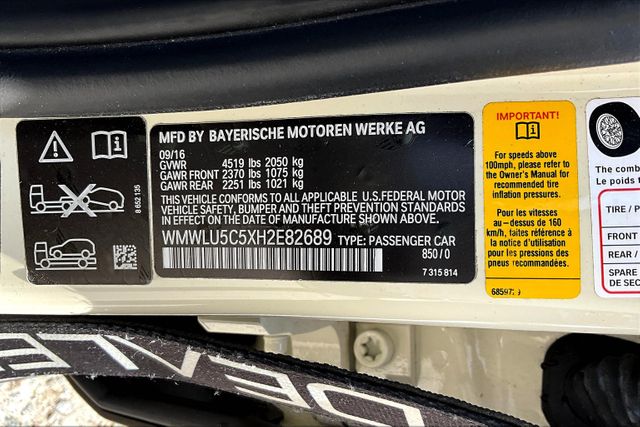 8 652 135
MFD BY BAYERISCHE MOTOREN WERKE AG
09/16
GVWR 4519 lbs 2050 kg
GAWR FRONT 2370 lbs 1075 kg
GAWR REAR 2251 lbs 1021 kg
THIS VEHICLE CONFORMS TO ALL APPLICABLE U.S.FEDERAL MOTOR
VEHICLE SAFETY, BUMPER AND THEFT PREVENTION STANDARDS
IN EFFECT ON THE DATE OF MANUFACTURE SHOWN ABOVE.
WMWLU5C5XH2E82689 TYPE: PASSENGER CAR
850 / 0
7 315 814
IMPORTANT!
For speeds above
100mph, please refer to
the Owner's Manual for
recommended tire
inflation pressures.
Pour les vitesses
au-dessus de 160
km/h, faites référence à
la notice d'utilisation
pour les pressions de
pneus recommandées.
The comb
Le poids to
TIRE / P
FRONT
REAR /
SPARE
DE SEC